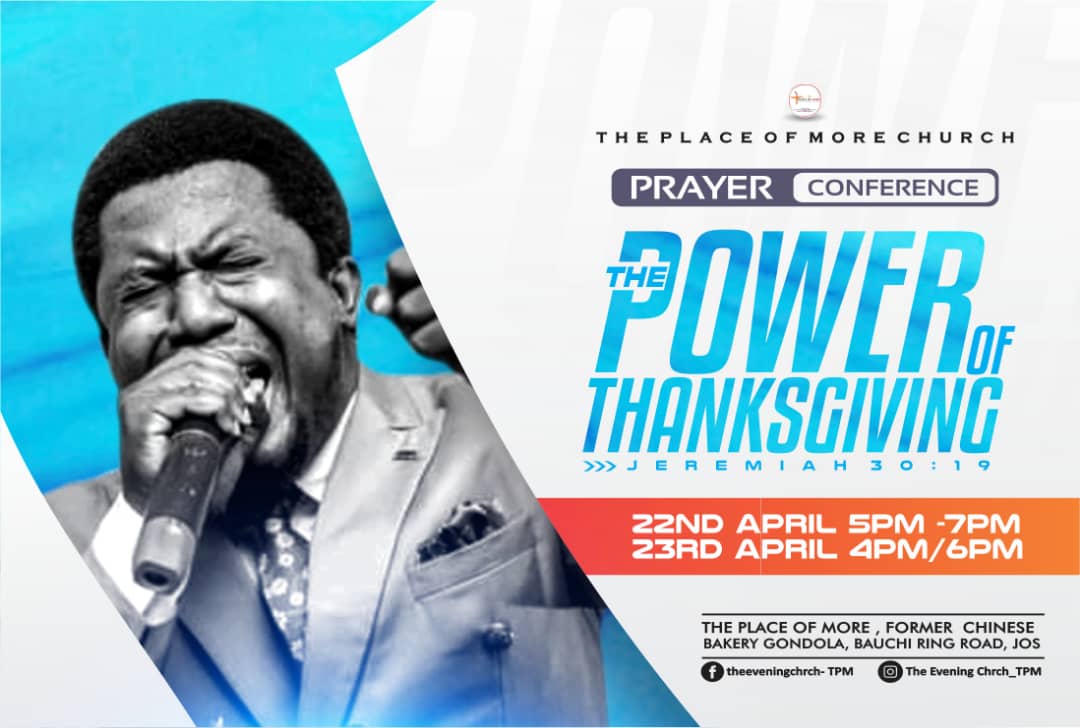 THE PLACE OF MORE CHURCH
PRAYER CONFERENCE
THE POWER OF
THANKSGIVING
>>> JEREMIAH 30:19
22ND APRIL 5PM -7PM
23RD APRIL 4PM/6PM
THE PLACE OF MORE , FORMER CHINESE
BAKERY GONDOLA, BAUCHI RING ROAD, JOS
theeveningchrch- TPM The Evening Chrch_TPM